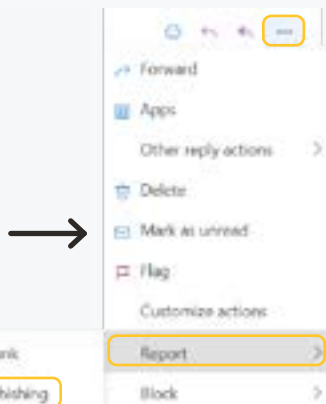 Forward
Apps
Other reply actions
Delete
Mark as unread
Flag
Customize actions
Report
Block